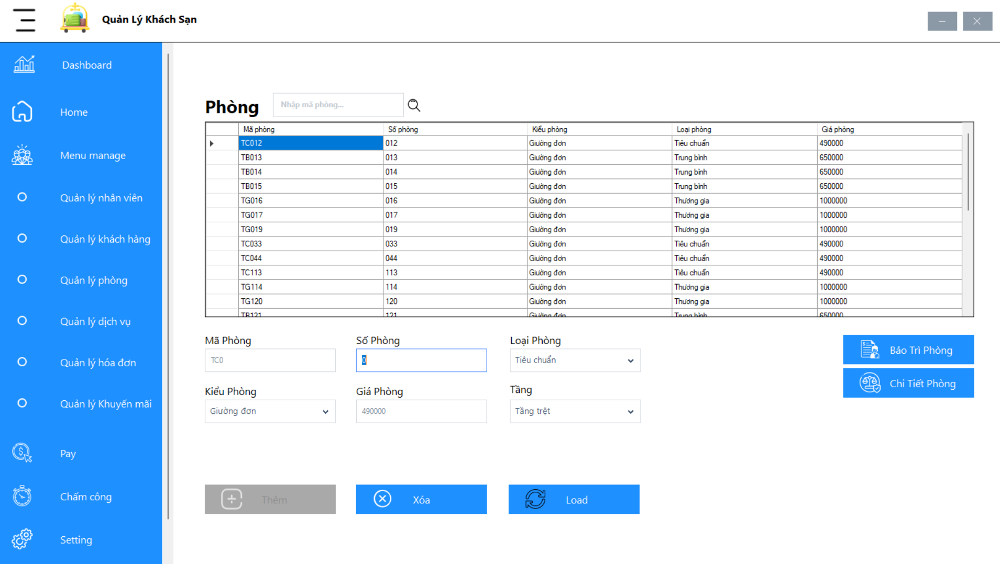 Quản Lý Khách Sạn
Dashboard
Home
Menu manage
Quản lý nhân viên
Quản lý khách hàng
Quản lý phòng
Quản lý dịch vụ
Quản lý hóa đơn
Quản lý Khuyến mãi
Pay
Chấm công
Setting
Phòng
Nhập mã phòng...
Mã phòng Số phòng Kiểu phòng Loại phòng Giá phòng
TC012 012 Giường đơn Tiêu chuẩn 490000
TB013 013 Giường đơn Trung bình 650000
TB014 014 Giường đơn Trung bình 650000
TB015 015 Giường đơn Trung bình 650000
TG016 016 Giường đơn Thương gia 1000000
TG017 017 Giường đơn Thương gia 1000000
TG019 019 Giường đơn Thương gia 1000000
TC033 033 Giường đơn Tiêu chuẩn 490000
TC044 044 Giường đơn Tiêu chuẩn 490000
TC113 113 Giường đơn Tiêu chuẩn 490000
TG114 114 Giường đơn Thương gia 1000000
TG120 120 Giường đơn Thương gia 1000000
TB121 121 Giường đơn Trung bình 650000
Mã Phòng Số Phòng Loại Phòng
TC0 0 Tiêu chuẩn
Kiểu Phòng Giá Phòng Tầng
Giường đơn 490000 Tầng trệt
Bảo Trì Phòng
Chi Tiết Phòng
Thêm Xóa Load